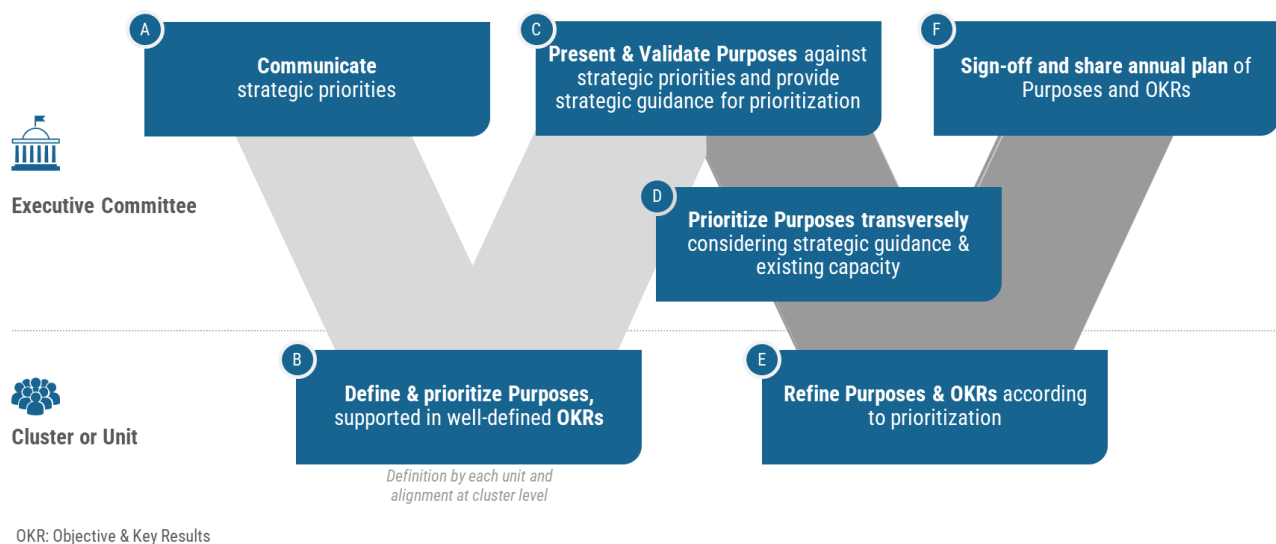 A
Communicate
strategic priorities
C
Present & Validate Purposes against
strategic priorities and provide
strategic guidance for prioritization
F
Sign-off and share annual plan of
Purposes and OKRs
Executive Committee
D
Prioritize Purposes transversely
considering strategic guidance &
existing capacity
B
Define & prioritize Purposes,
supported in well-defined OKRs
E
Refine Purposes & OKRs according
to prioritization
Cluster or Unit
Definition by each unit and
alignment at cluster level
OKR: Objective & Key Results